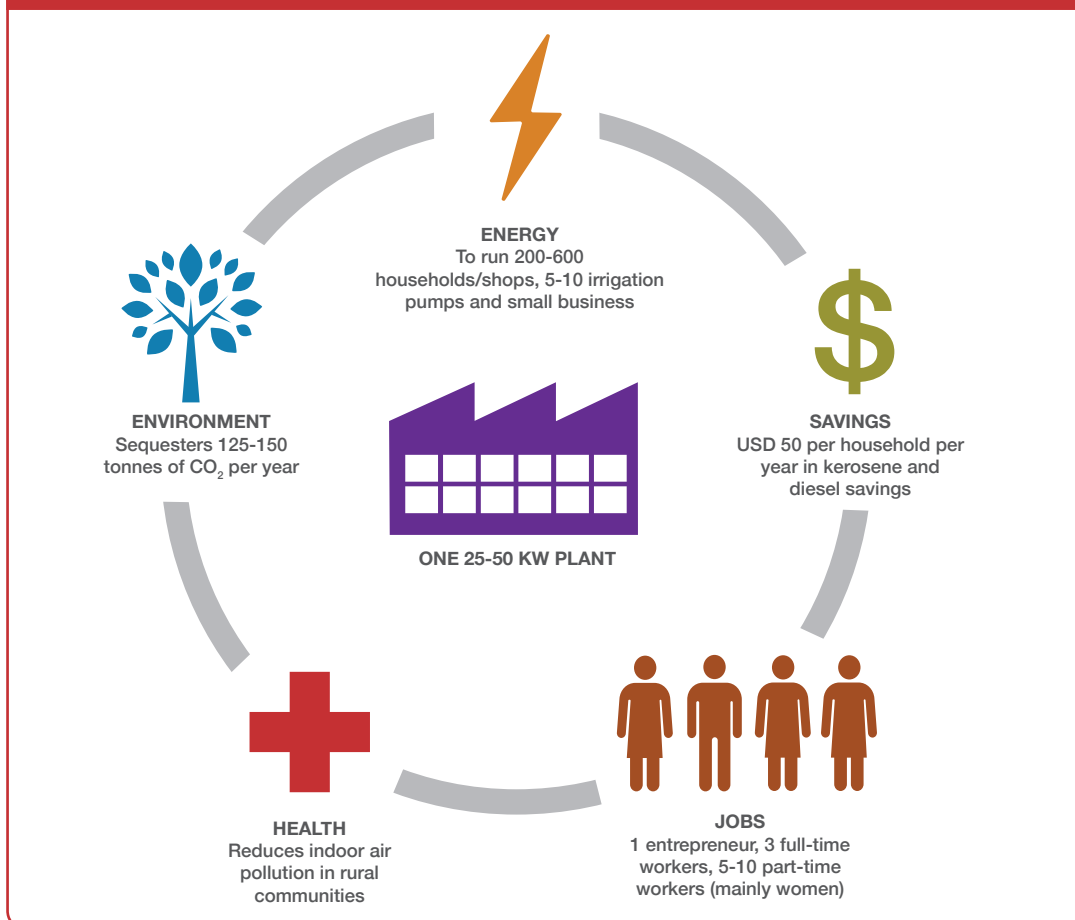 ENERGY
To run 200-600
households/shops, 5-10 irrigation
pumps and small business
$
SAVINGS
USD 50 per household per
year in kerosene and
diesel savings
JOBS
1 entrepreneur, 3 full-time
workers, 5-10 part-time
workers (mainly women)
HEALTH
Reduces indoor air
pollution in rural
communities
ENVIRONMENT
Sequesters 125-150
tonnes of CO₂ per year
ONE 25-50 KW PLANT